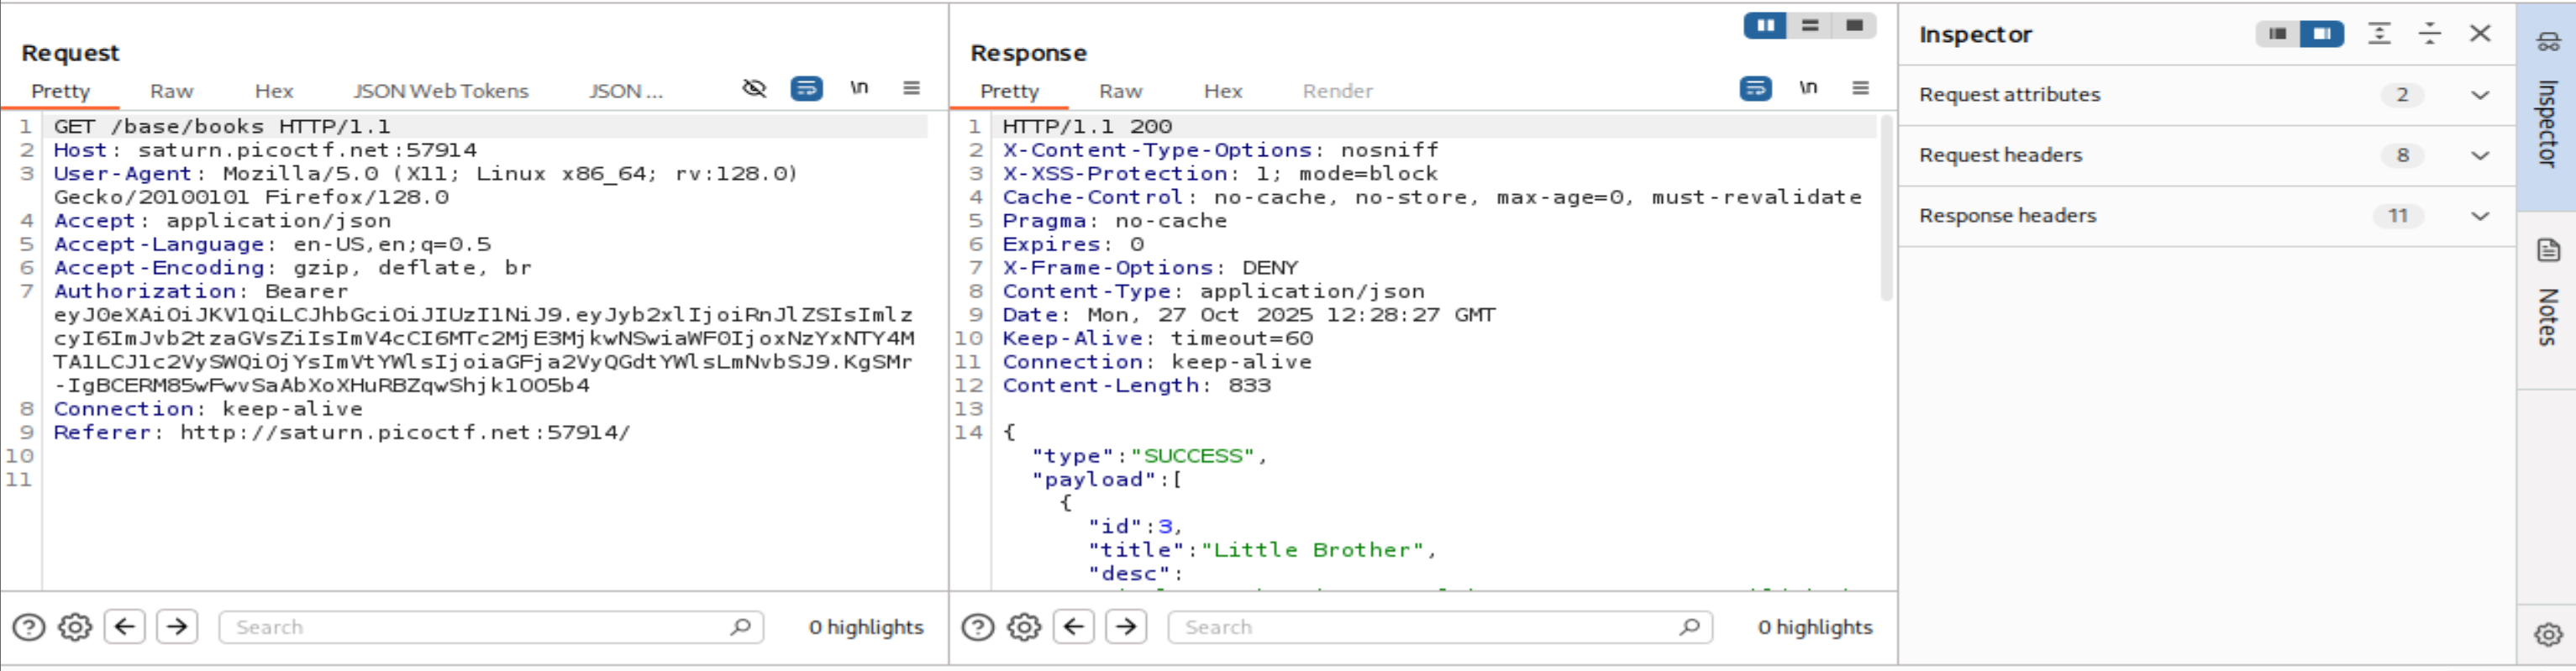 Request
Pretty Raw Hex JSON Web Tokens JSON ... \n
1 GET /base/books HTTP/1.1
2 Host: saturn.picoctf.net:57914
3 User-Agent: Mozilla/5.0 (X11; Linux x86_64; rv:128.0)
Gecko/20100101 Firefox/128.0
4 Accept: application/json
5 Accept-Language: en-US,en;q=0.5
6 Accept-Encoding: gzip, deflate, br
7 Authorization: Bearer
eyJ0eXAiOiJKV1QiLCJhbGciOiJIUzI1NiJ9.eyJyb2xlIjoiRnJlZSIsImlz
cyI6ImJvb2tzaGVsZiIsImV4cCI6MTc2MjE3MjkwNSwiaWF0IjoxNzYxNTY4M
TA1LCJ1c2VySWQiOjYsImVtYWlsIjoiaGFja2VyQGdtYWlsLmNvbSJ9.KgSMr
-IgBCERM85wFwvSaAbXoXHuRBZqwShjk1005b4
8 Connection: keep-alive
9 Referer: http://saturn.picoctf.net:57914/
10
11
Search
0 highlights
Response
Pretty Raw Hex Render \n
1 HTTP/1.1 200
2 X-Content-Type-Options: nosniff
3 X-XSS-Protection: 1; mode=block
4 Cache-Control: no-cache, no-store, max-age=0, must-revalidate
5 Pragma: no-cache
6 Expires: 0
7 X-Frame-Options: DENY
8 Content-Type: application/json
9 Date: Mon, 27 Oct 2025 12:28:27 GMT
10 Keep-Alive: timeout=60
11 Connection: keep-alive
12 Content-Length: 833
13
14 {
"type":"SUCCESS",
"payload":[
{
"id":3,
"title":"Little Brother",
"desc":
Search
0 highlights
Inspector
Request attributes 2
Request headers 8
Response headers 11
Inspector
Notes